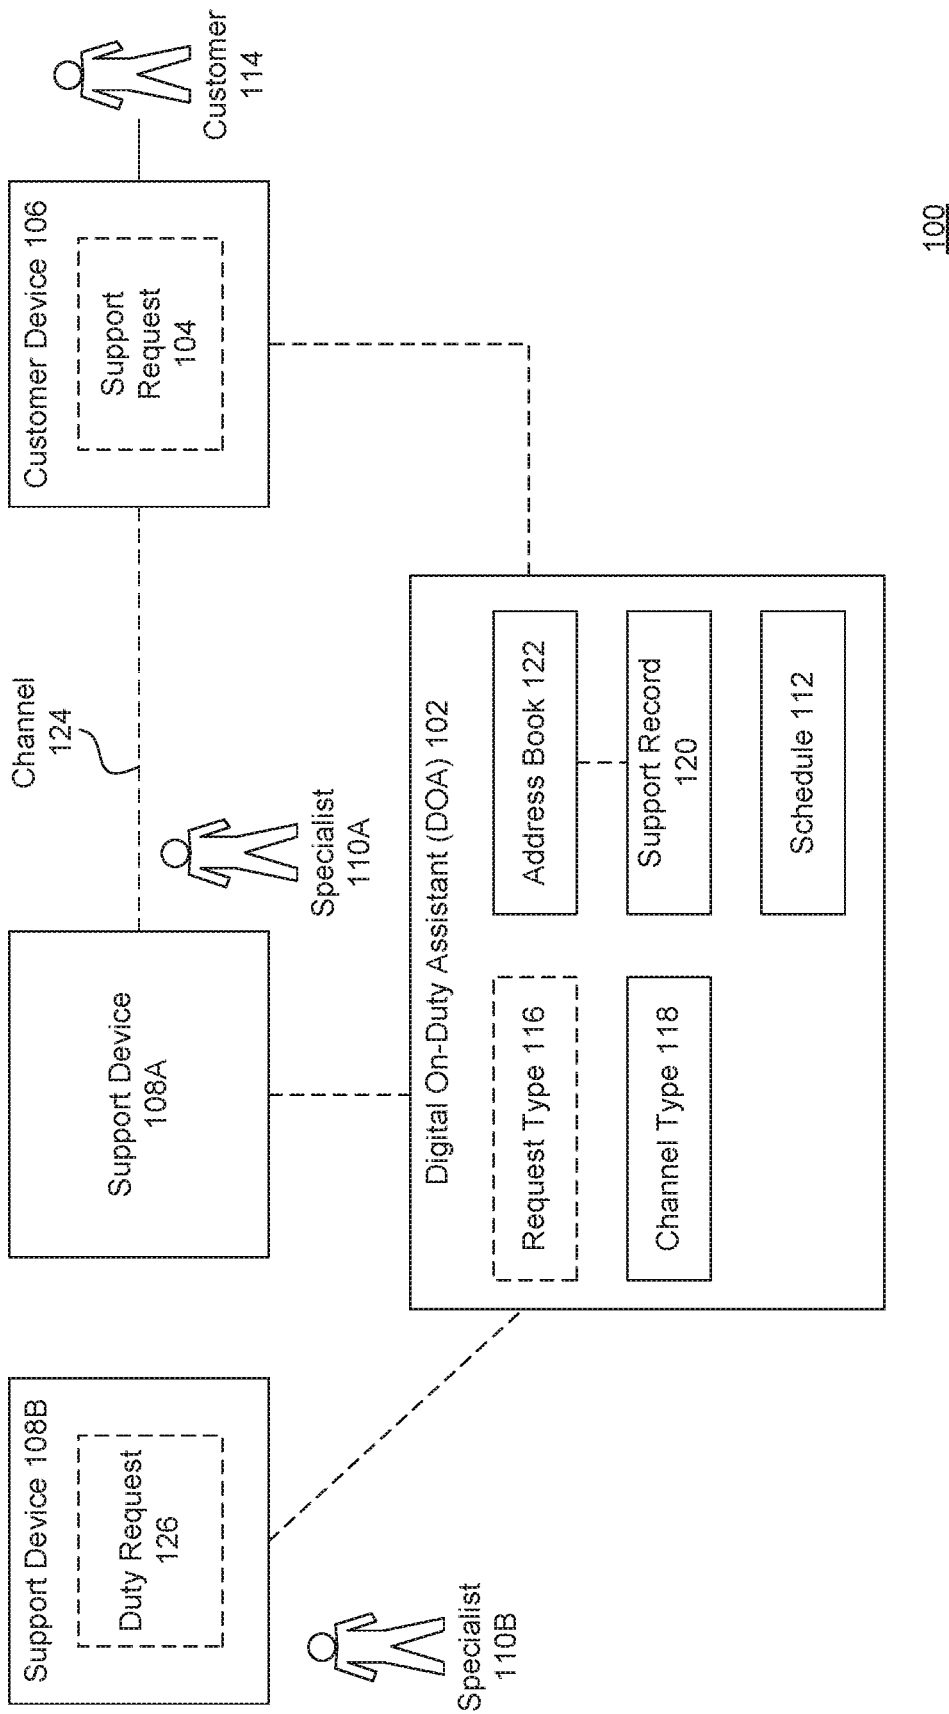 Support Device 108B
Duty Request
126
Specialist
110B
Support Device
108A
Specialist
110A
Channel
124
Customer Device 106
Support
Request
104
Customer
114
Digital On-Duty Assistant (DOA) 102
Request Type 116
Address Book 122
Channel Type 118
Support Record
120
Schedule 112
100